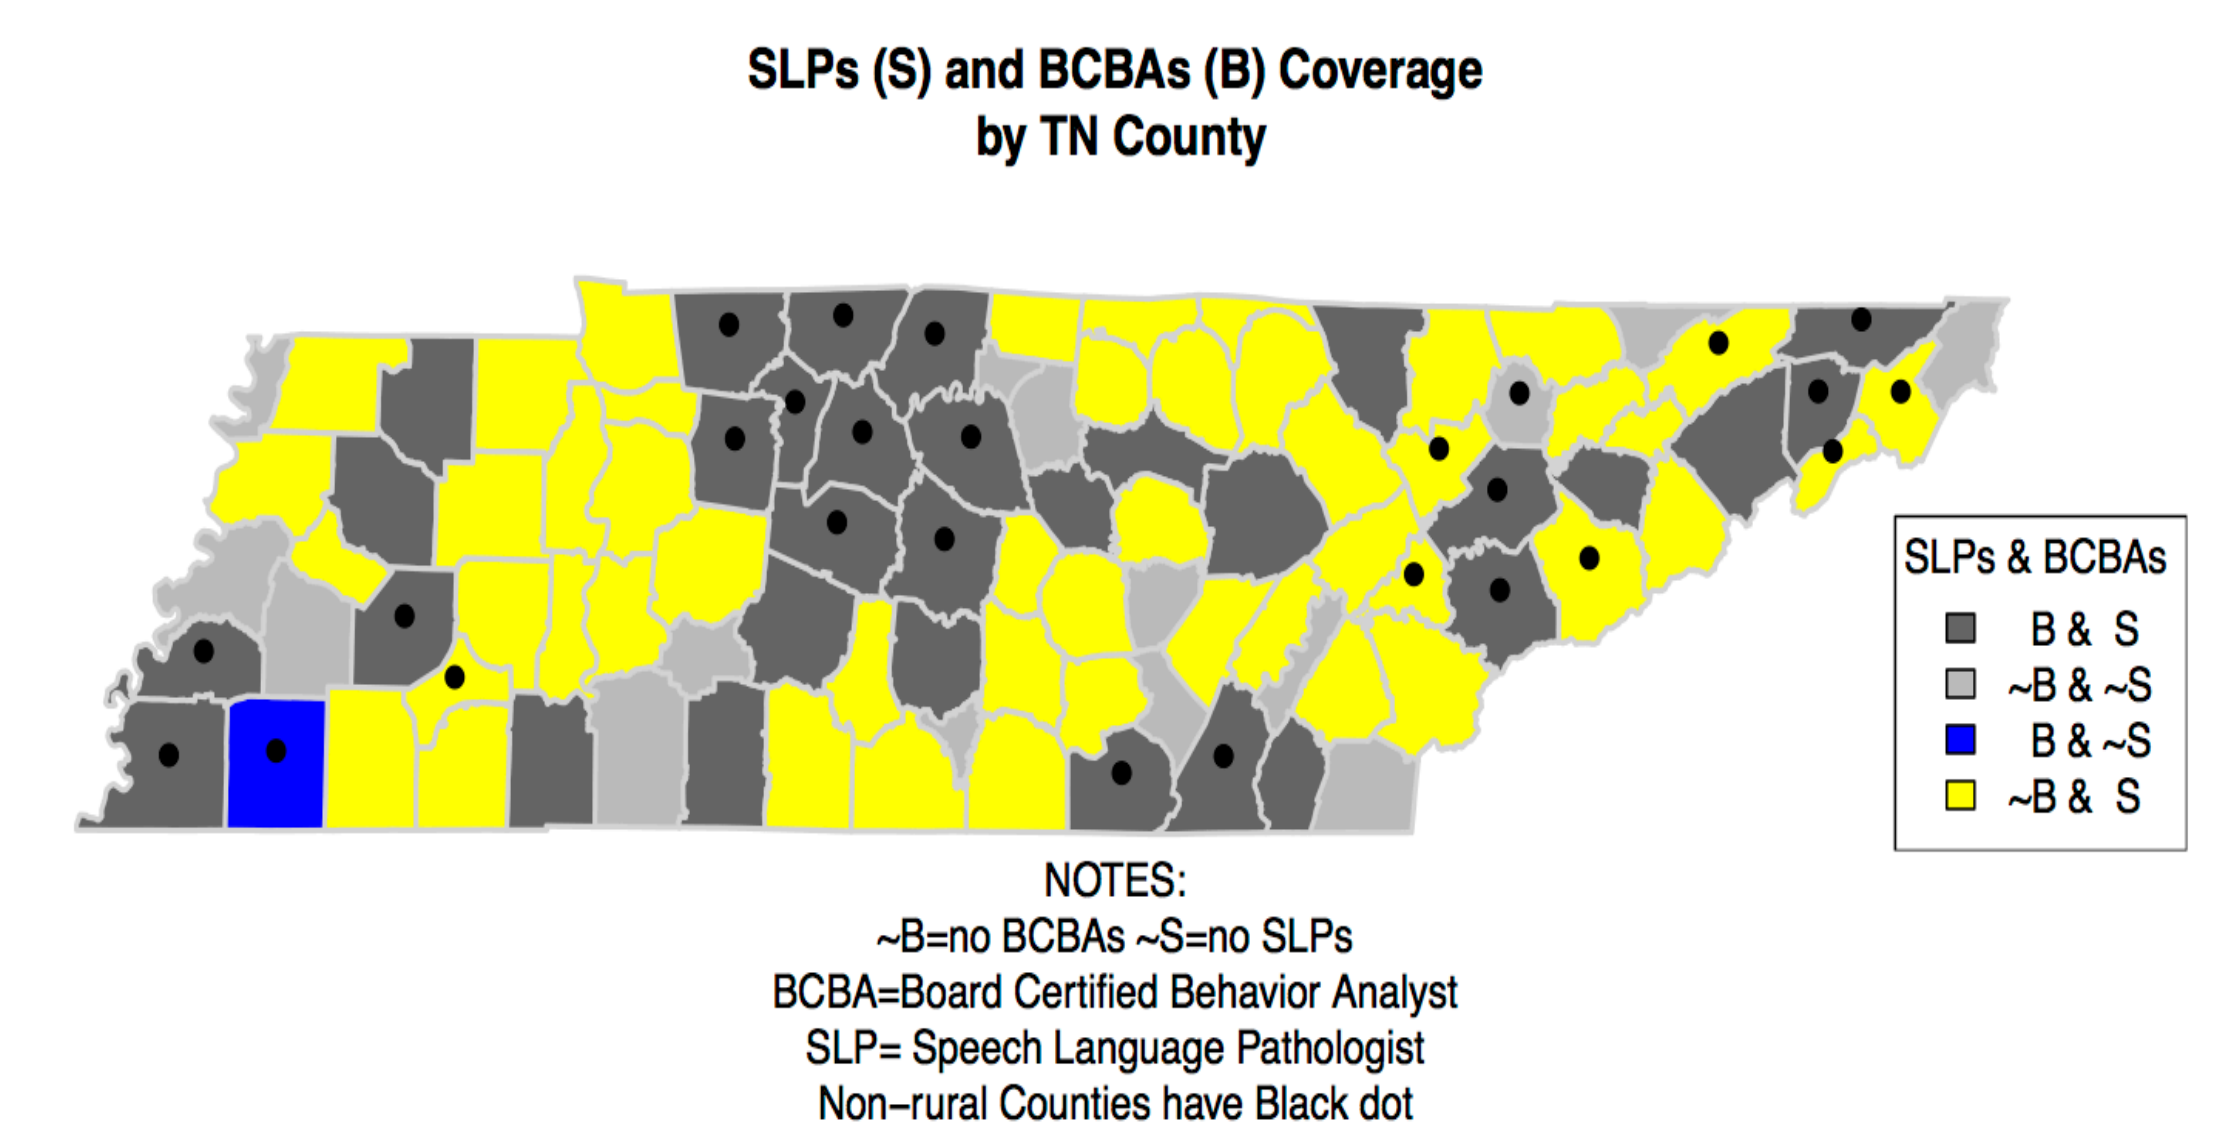 SLPs (S) and BCBAs (B) Coverage
by TN County
SLPs & BCBAs
B & S
~B & ~S
B & ~S
~B & S
NOTES:
~B=no BCBAs ~S=no SLPs
BCBA=Board Certified Behavior Analyst
SLP= Speech Language Pathologist
Non−rural Counties have Black dot